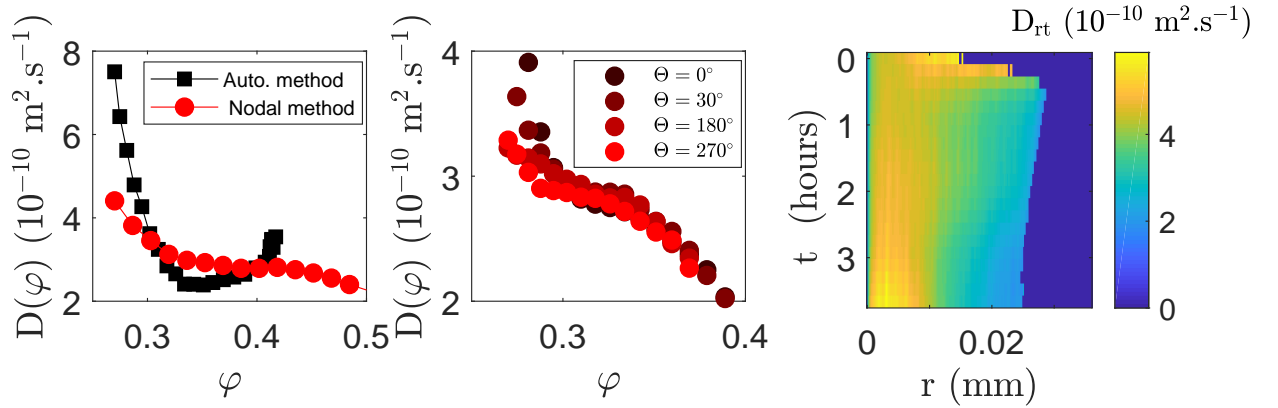 D(φ) (10⁻¹⁰ m².s⁻¹)
8
6
4
2
0.3
0.4
0.5
φ
Auto. method
Nodal method
D(φ) (10⁻¹⁰ m².s⁻¹)
4
3
2
0.3
0.4
φ
Θ = 0°
Θ = 30°
Θ = 180°
Θ = 270°
D_rt (10⁻¹⁰ m².s⁻¹)
t (hours)
0
1
2
3
0
0.02
r (mm)
4
2
0